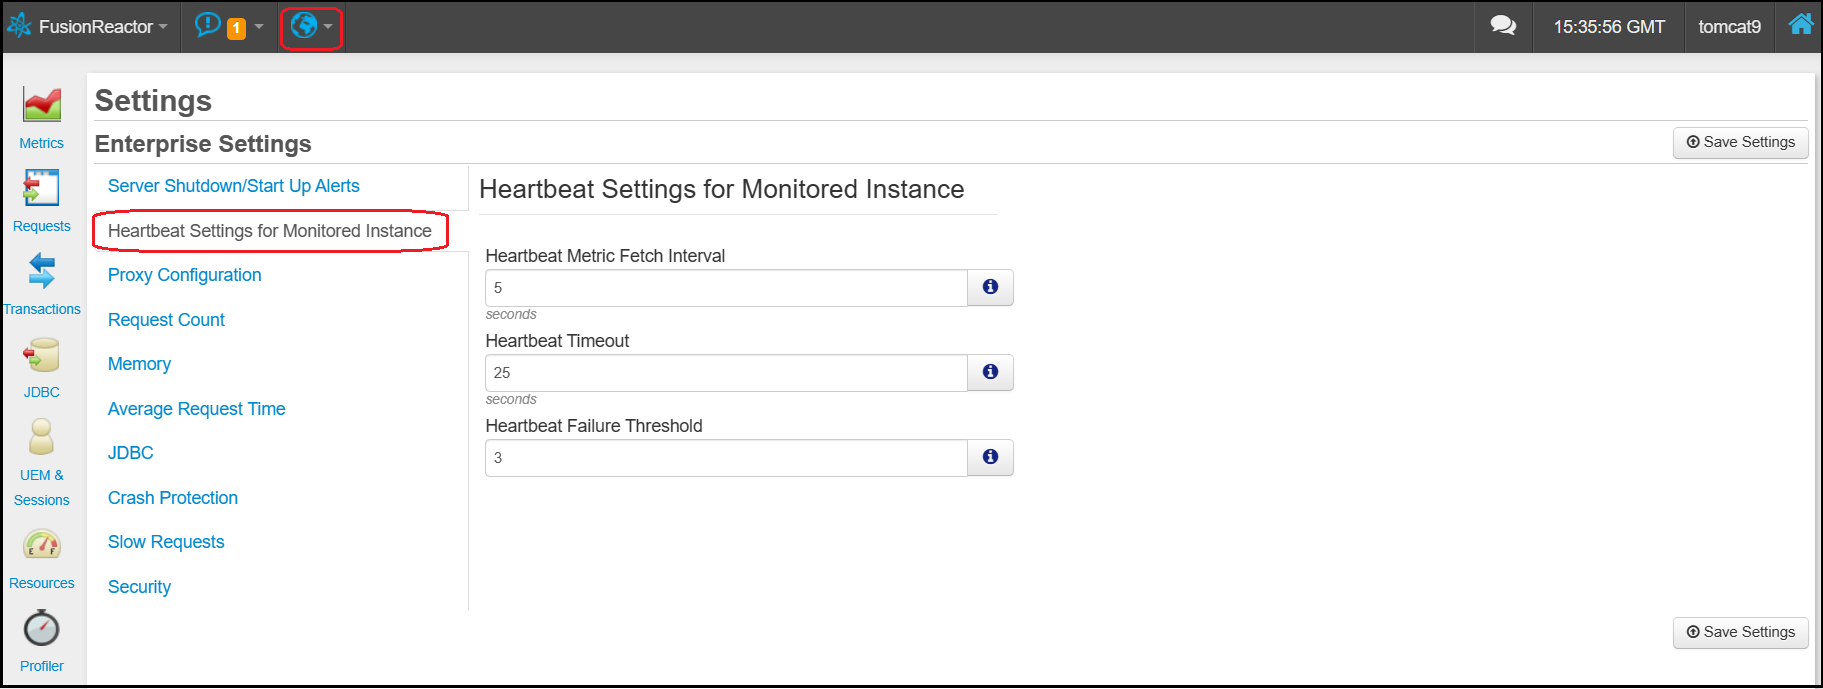 FusionReactor
1
15:35:56 GMT
tomcat9
Metrics
Requests
Transactions
JDBC
UEM &
Sessions
Resources
Profiler
Settings
Enterprise Settings
Save Settings
Server Shutdown/Start Up Alerts
Heartbeat Settings for Monitored Instance
Proxy Configuration
Request Count
Memory
Average Request Time
JDBC
Crash Protection
Slow Requests
Security
Heartbeat Settings for Monitored Instance
Heartbeat Metric Fetch Interval
5
seconds
Heartbeat Timeout
25
seconds
Heartbeat Failure Threshold
3
Save Settings